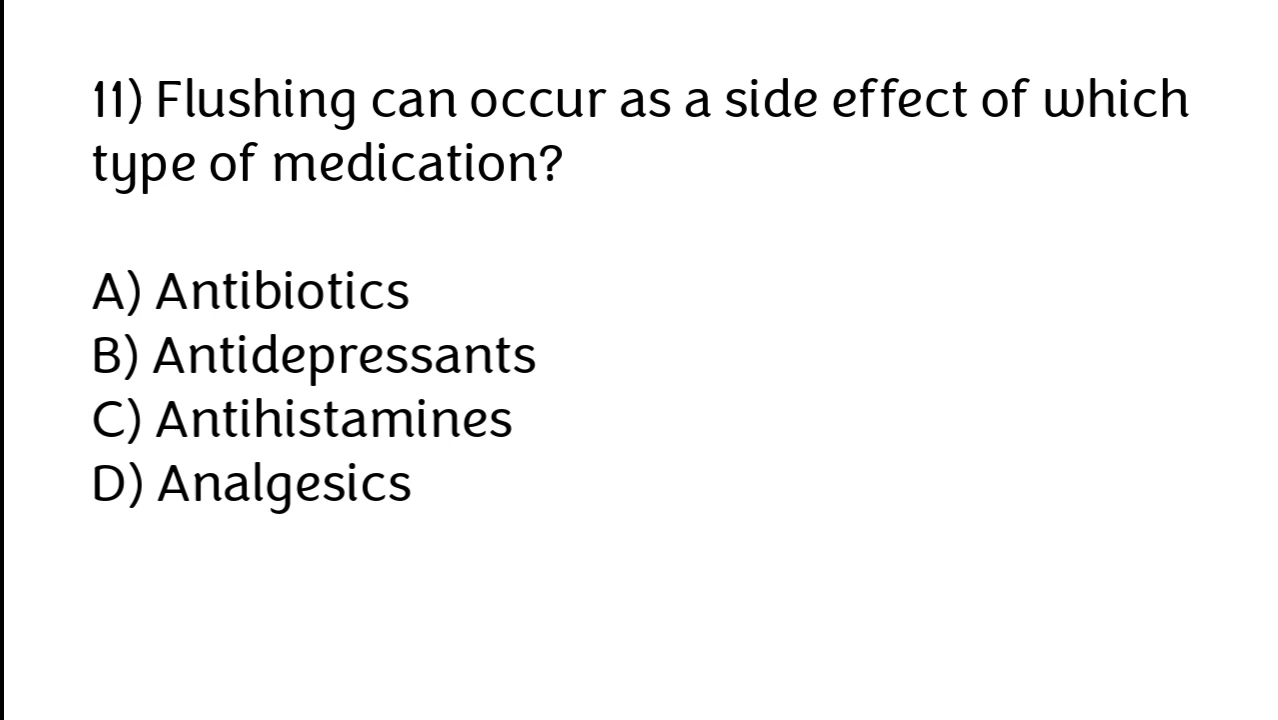 11) Flushing can occur as a side effect of which
type of medication?
A) Antibiotics
B) Antidepressants
C) Antihistamines
D) Analgesics